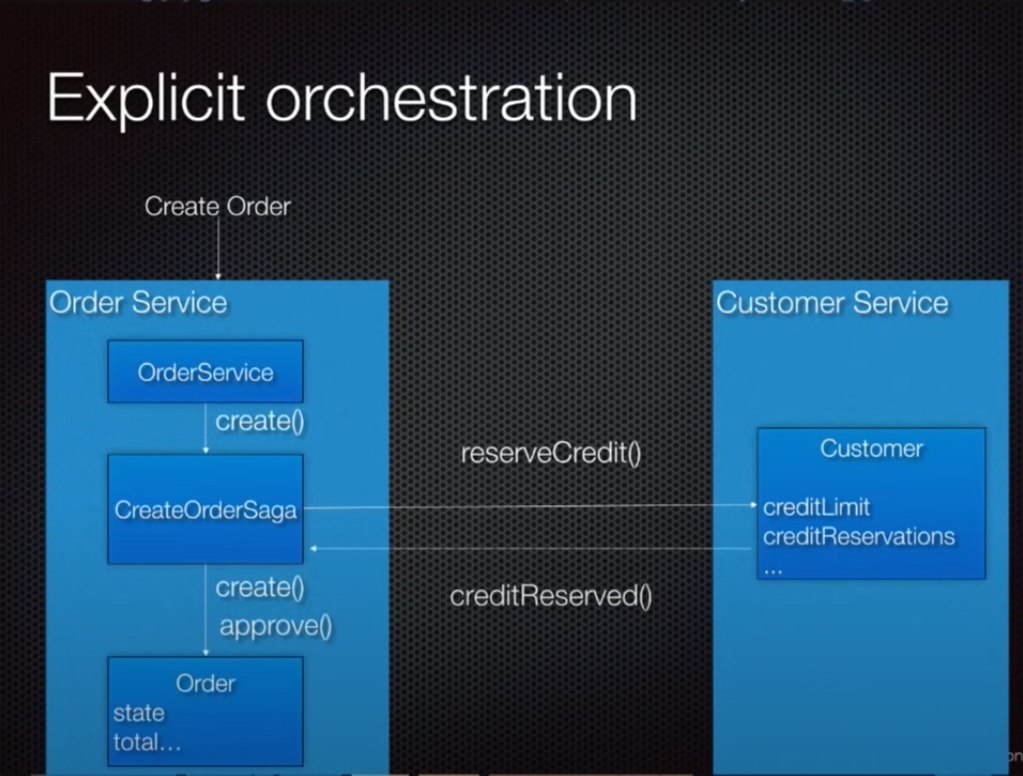 Explicit orchestration
Create Order
Order Service
OrderService
create()
CreateOrderSaga
create()
approve()
Order
state
total...
reserveCredit()
creditReserved()
Customer Service
Customer
creditLimit
creditReservations
...